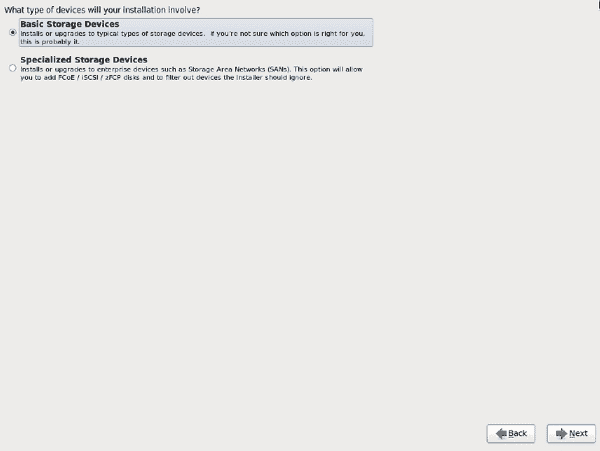 What type of devices will your installation involve?
Basic Storage Devices
Installs or upgrades to typical types of storage devices.  If you're not sure which option is right for you,
this is probably it.
Specialized Storage Devices
Installs or upgrades to enterprise devices such as Storage Area Networks (SANs). This option will allow
you to add FCoE / iSCSI / zFCP disks and to filter out devices the installer should ignore.
Back
Next